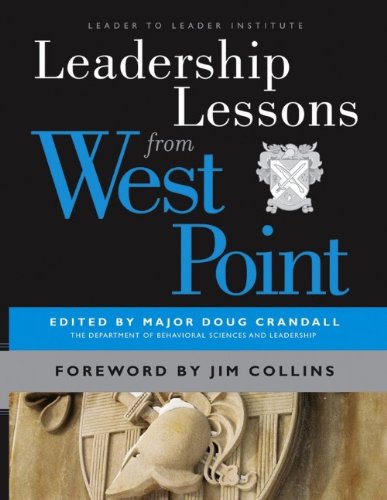 LEADER TO LEADER INSTITUTE
Leadership
Lessons
from
West
Point
EDITED BY MAJOR DOUG CRANDALL
THE DEPARTMENT OF BEHAVIORAL SCIENCES AND LEADERSHIP
FOREWORD BY JIM COLLINS